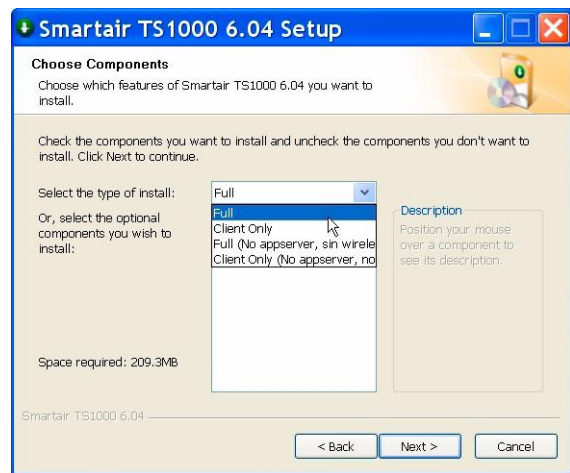 Smartair TS1000 6.04 Setup
Choose Components
Choose which features of Smartair TS1000 6.04 you want to
install.
Check the components you want to install and uncheck the components you don't want to
install. Click Next to continue.
Select the type of install:
Full
Or, select the optional
components you wish to
install:
Full
Client Only
Full (No appserver, sin wirele
Client Only (No appserver, no
Description
Position your mouse
over a component to
see its description.
Space required: 209.3MB
Smartair TS1000 6.04
< Back
Next >
Cancel